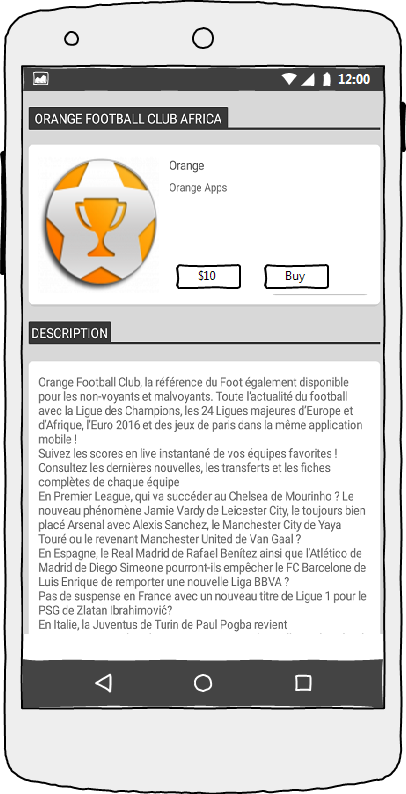 12:00
ORANGE FOOTBALL CLUB AFRICA
Orange
Orange Apps
$10 Buy
DESCRIPTION
Orange Football Club, la référence du Foot également disponible
pour les non-voyants et malvoyants. Toute l'actualité du football
avec la Ligue des Champions, les 24 Ligues majeures d'Europe et
d'Afrique, l'Euro 2016 et des jeux de paris dans la même application
mobile !
Suivez les scores en live instantané de vos équipes favorites !
Consultez les dernières nouvelles, les transferts et les fiches
complètes de chaque équipe
En Premier League, qui va succéder au Chelsea de Mourinho ? Le
nouveau phénomène Jamie Vardy de Leicester City, le toujours bien
placé Arsenal avec Alexis Sanchez, le Manchester City de Yaya
Touré ou le revenant Manchester United de Van Gaal ?
En Espagne, le Real Madrid de Rafael Benítez ainsi que l'Atlético de
Madrid de Diego Simeone pourront-ils empêcher le FC Barcelone de
Luis Enrique de remporter une nouvelle Liga BBVA ?
Pas de suspense en France avec un nouveau titre de Ligue 1 pour le
PSG de Zlatan Ibrahimović?
En Italie, la Juventus de Turin de Paul Pogba revient